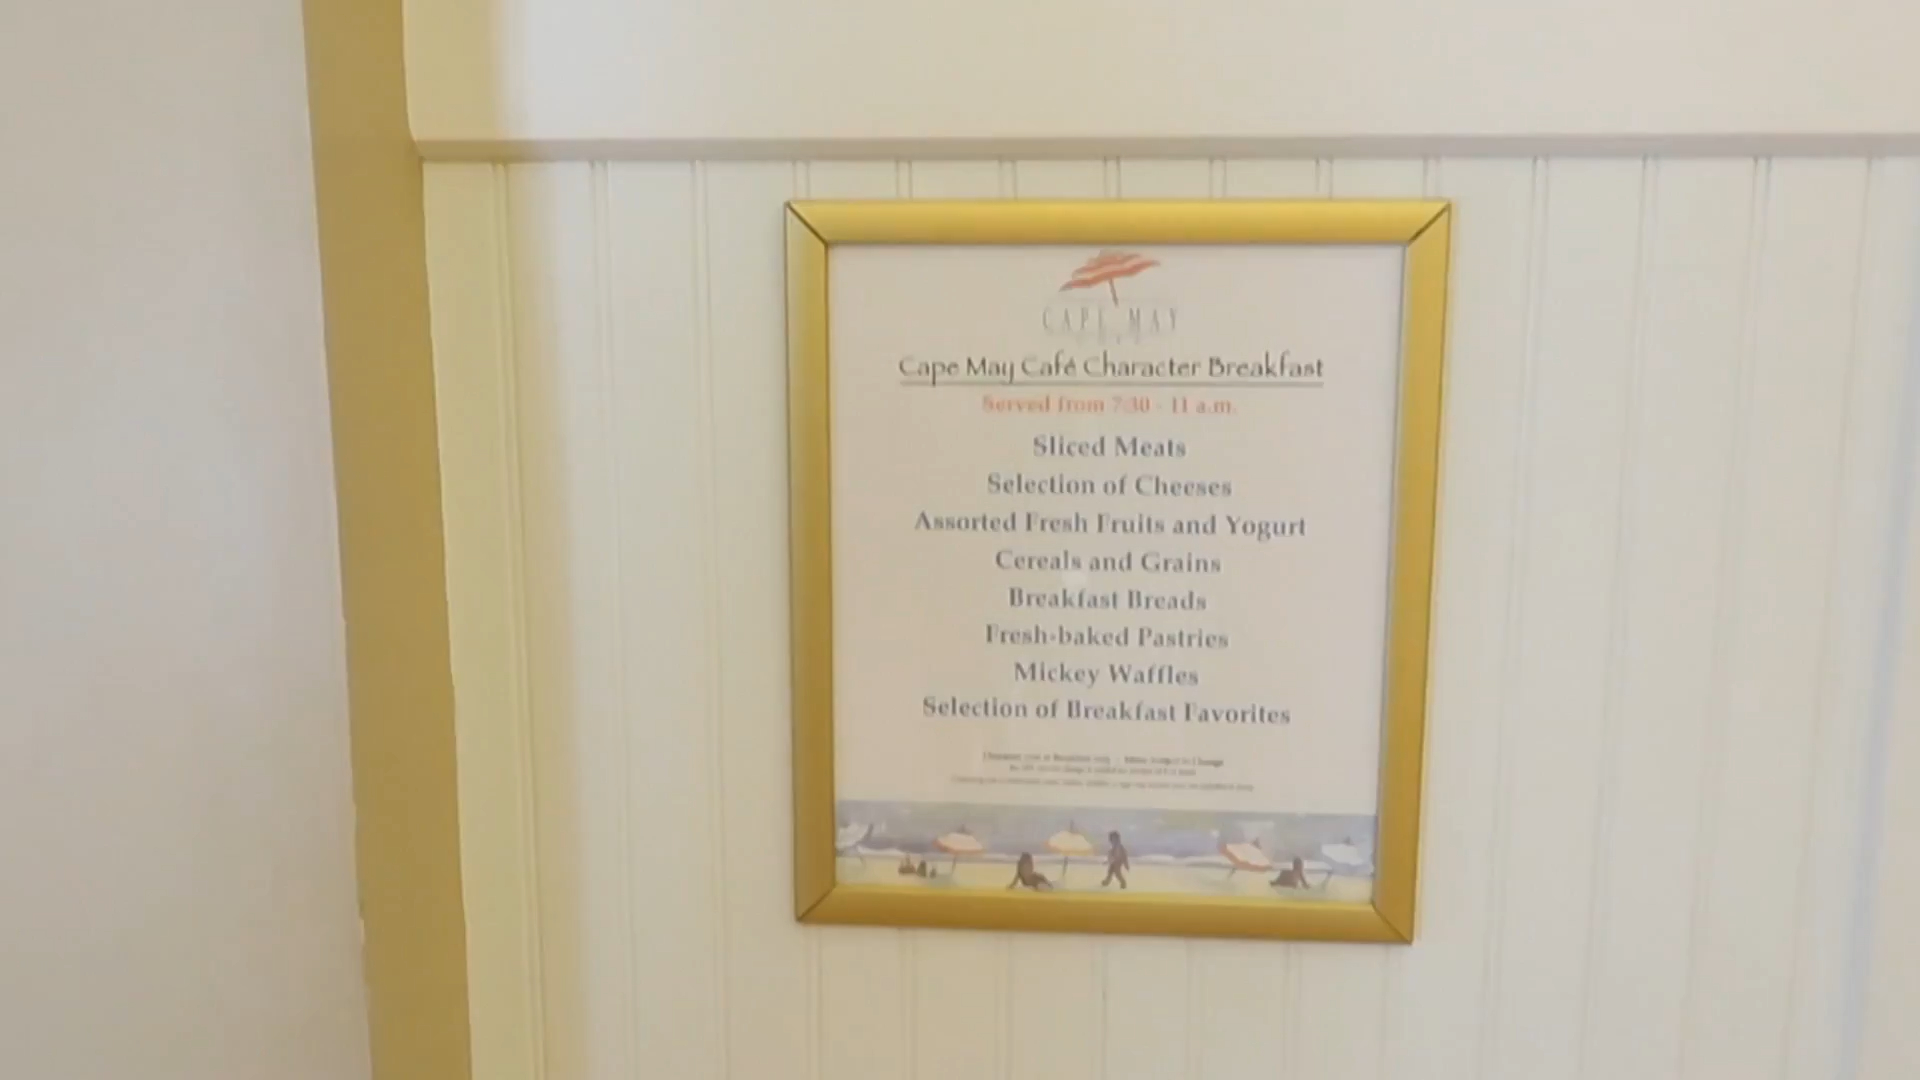 CAPE MAY
Cape May Café Character Breakfast
Served from 7:30 - 11 a.m.
Sliced Meats
Selection of Cheeses
Assorted Fresh Fruits and Yogurt
Cereals and Grains
Breakfast Breads
Fresh-baked Pastries
Mickey Waffles
Selection of Breakfast Favorites